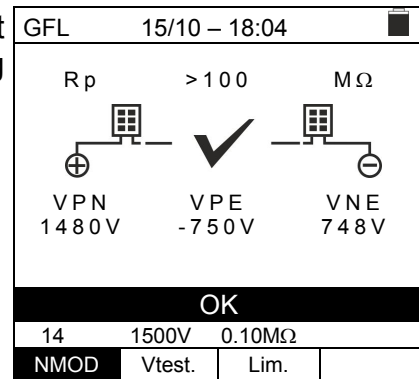 t
g
GFL 15/10 – 18:04
Rp >100 MΩ
VPN VPE VNE
1480V -750V 748V
OK
14 1500V 0.10MΩ
NMOD Vtest. Lim.